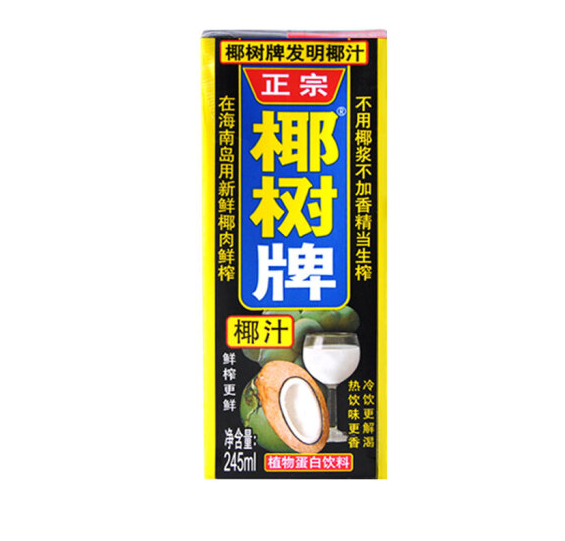 椰树牌发明椰汁
正宗
椰树牌®
在海南岛用新鲜椰肉鲜榨
不用椰浆不加香精当生榨
椰汁
鲜榨更鲜
冷饮更解渴
热饮味更香
净含量:
245ml
植物蛋白饮料